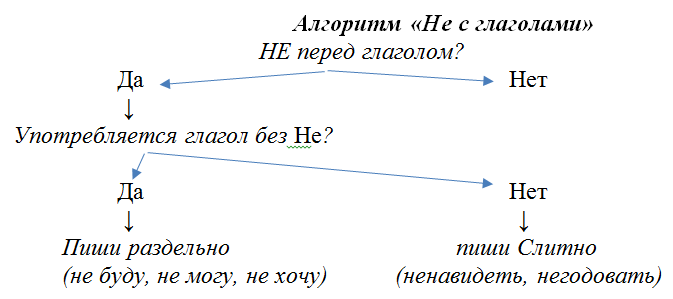 Алгоритм «Не с глаголами»
НЕ перед глаголом?
Да Нет
↓
Употребляется глагол без Не?
Да Нет
↓ ↓
Пиши раздельно пиши Слитно
(не буду, не могу, не хочу) (ненавидеть, негодовать)